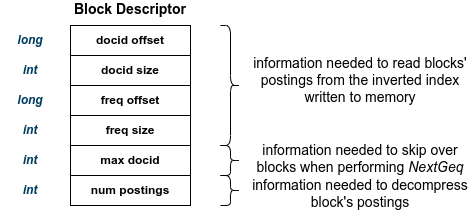 Block Descriptor
long
docid offset
int
docid size
long
freq offset
int
freq size
int
max docid
int
num postings
information needed to read blocks'
postings from the inverted index
written to memory
information needed to skip over
blocks when performing NextGeq
information needed to decompress
block's postings